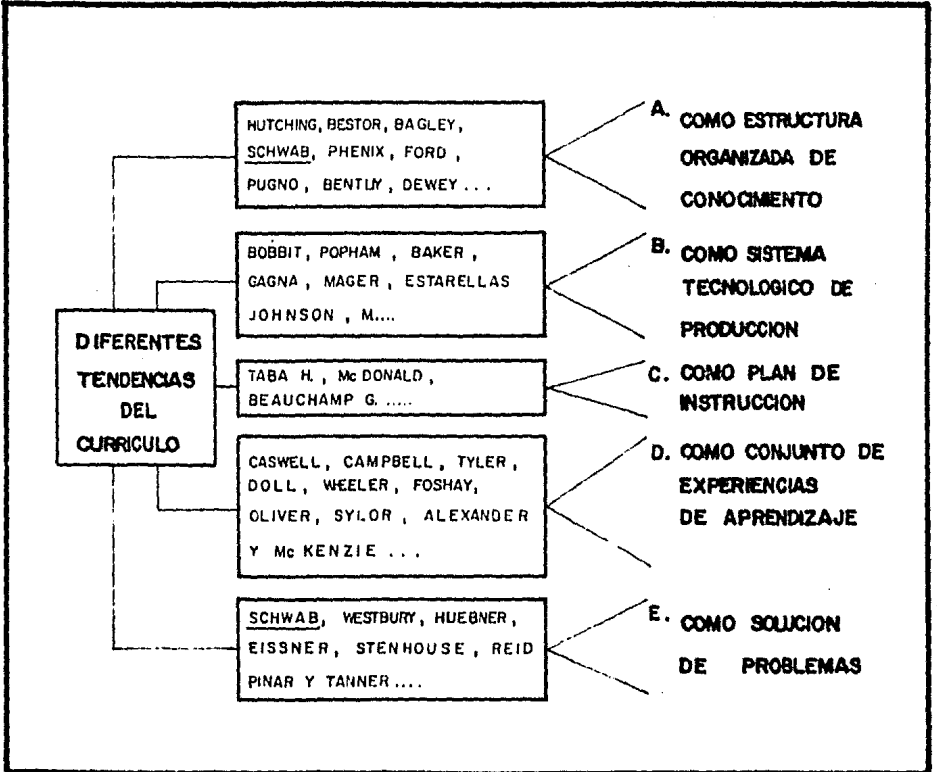 HUTCHING, BESTOR, BAGLEY,
SCHWAB, PHENIX, FORD,
PUGNO, BENTLY, DEWEY...
A. COMO ESTRUCTURA
ORGANIZADA DE
CONOCIMIENTO
BOBBIT, POPHAM, BAKER,
GAGNA, MAGER, ESTARELLAS
JOHNSON, M....
B. COMO SISTEMA
TECNOLOGICO DE
PRODUCCION
DIFERENTES
TENDENCIAS
DEL
CURRICULO
TABA H., Mc DONALD,
BEAUCHAMP G. .....
C. COMO PLAN DE
INSTRUCCION
CASWELL, CAMPBELL, TYLER,
DOLL, WHEELER, FOSHAY,
OLIVER, SYLOR, ALEXANDER
Y Mc KENZIE ...
D. COMO CONJUNTO DE
EXPERIENCIAS
DE APRENDIZAJE
SCHWAB, WESTBURY, HUEBNER,
EISSNER, STENHOUSE, REID
PINAR Y TANNER....
E. COMO SOLUCION
DE PROBLEMAS